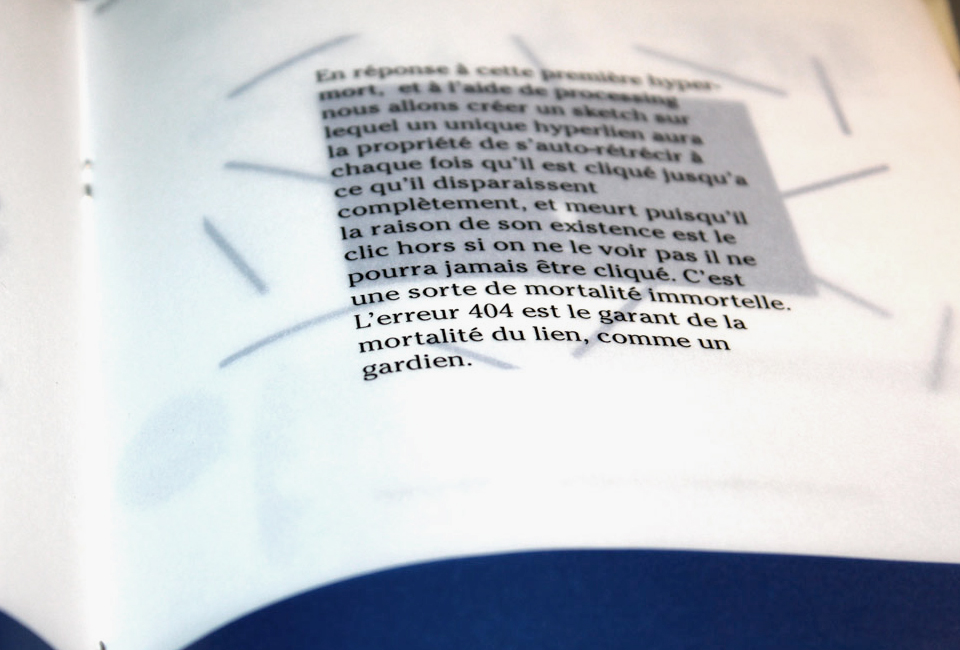 En réponse à cette première hyper-
mort, et à l'aide de processing
nous allons créer un sketch sur
lequel un unique hyperlien aura
la propriété de s'auto-rétrécir à
chaque fois qu'il est cliqué jusqu'a
ce qu'il disparaissent
complètement, et meurt puisqu'il
la raison de son existence est le
clic hors si on ne le voir pas il ne
pourra jamais être cliqué. C'est
une sorte de mortalité immortelle.
L'erreur 404 est le garant de la
mortalité du lien, comme un
gardien.